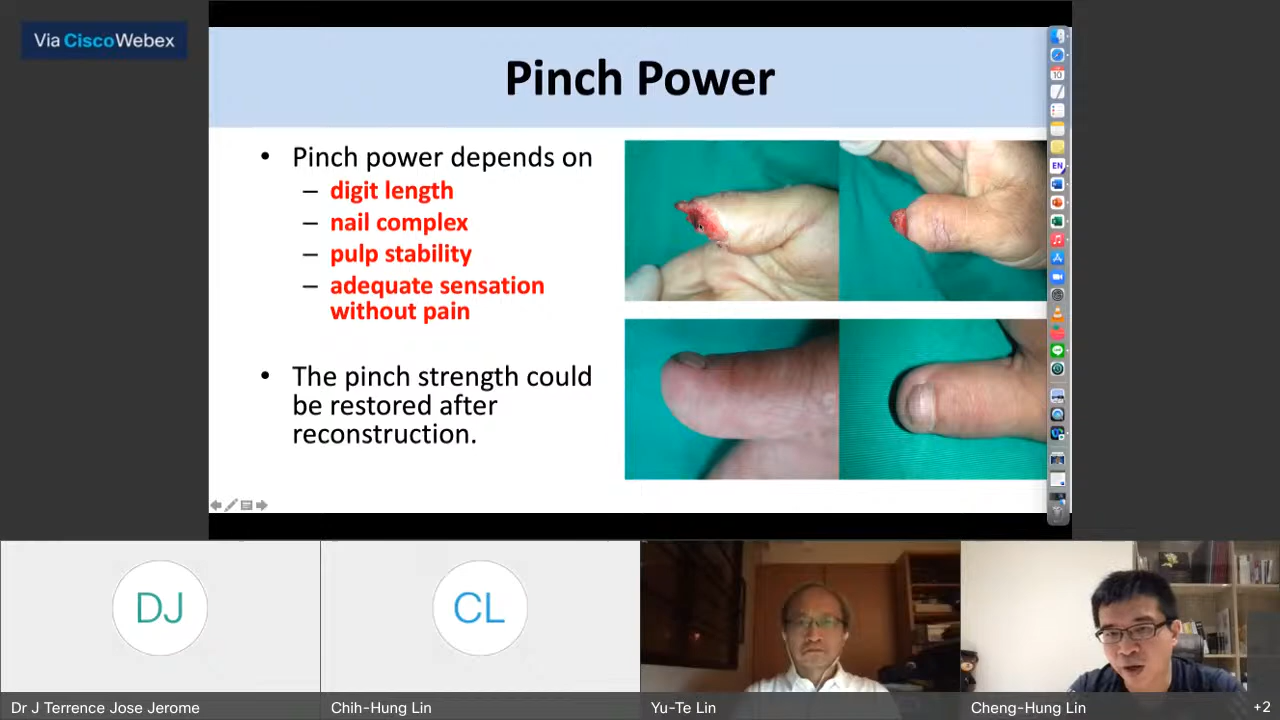 Via CiscoWebex
Pinch Power
• Pinch power depends on
– digit length
– nail complex
– pulp stability
– adequate sensation
without pain
• The pinch strength could
be restored after
reconstruction.
10
EN
DJ
CL
Dr J Terrence Jose Jerome
Chih-Hung Lin
Yu-Te Lin
Cheng-Hung Lin
+2